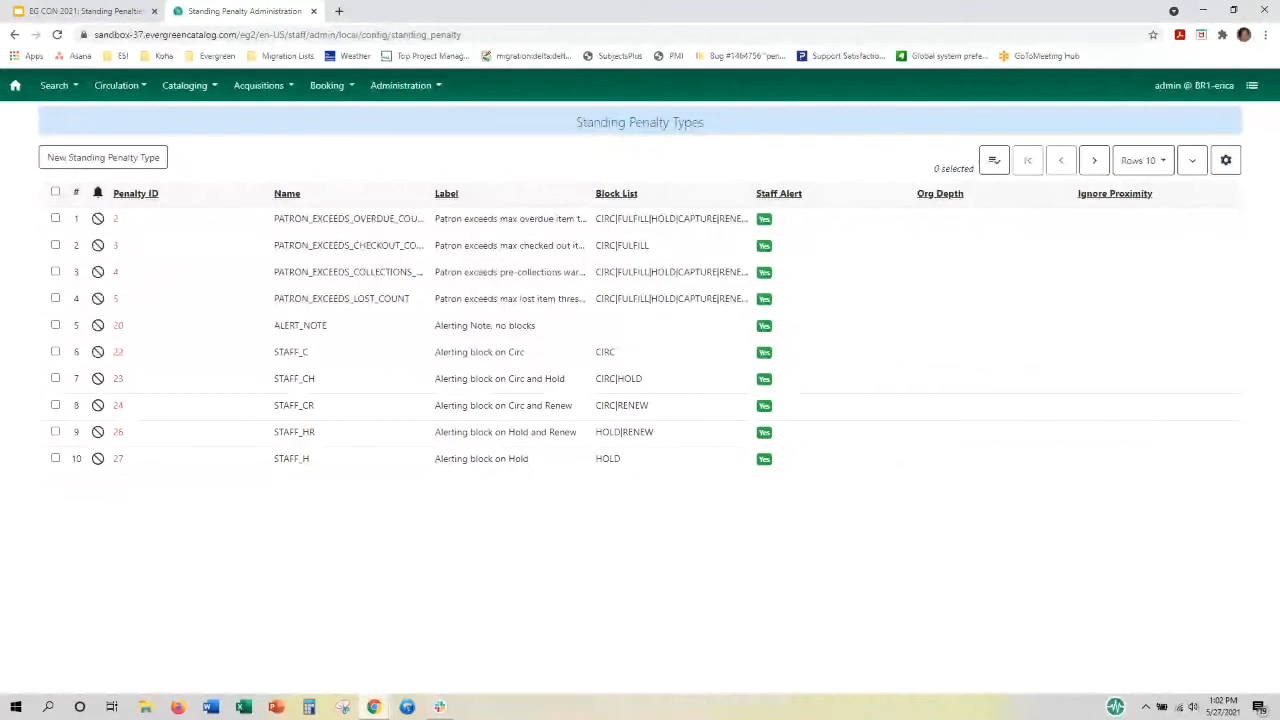 EG CON 2021: Standing Penalties
Standing Penalty Administration
sandbox-37.evergreencatalog.com/eg2/en-US/staff/admin/local/config/standing_penalty
Apps Asana ESI Koha Evergreen Migration Lists Weather Top Project Manag... migration:delta:delt... SubjectsPlus PMI Bug #1464756 "pen... Support Satisfactio... Global system prefe... GoToMeeting Hub
Search Circulation Cataloging Acquisitions Booking Administration admin @ BR1-erica
Standing Penalty Types
New Standing Penalty Type 0 selected Rows 10
# Penalty ID Name Label Block List Staff Alert Org Depth Ignore Proximity
1 2 PATRON_EXCEEDS_OVERDUE_COU... Patron exceeds max overdue item t... CIRC|FULFILL|HOLD|CAPTURE|RENE... Yes
2 3 PATRON_EXCEEDS_CHECKOUT_CO... Patron exceeds max checked out it... CIRC|FULFILL Yes
3 4 PATRON_EXCEEDS_COLLECTIONS_... Patron exceeds pre-collections war... CIRC|FULFILL|HOLD|CAPTURE|RENE... Yes
4 5 PATRON_EXCEEDS_LOST_COUNT Patron exceeds max lost item thres... CIRC|FULFILL|HOLD|CAPTURE|RENE... Yes
5 20 ALERT_NOTE Alerting Note, no blocks Yes
6 22 STAFF_C Alerting block on Circ CIRC Yes
7 23 STAFF_CH Alerting block on Circ and Hold CIRC|HOLD Yes
8 24 STAFF_CR Alerting block on Circ and Renew CIRC|RENEW Yes
9 26 STAFF_HR Alerting block on Hold and Renew HOLD|RENEW Yes
10 27 STAFF_H Alerting block on Hold HOLD Yes
1:02 PM
5/27/2021